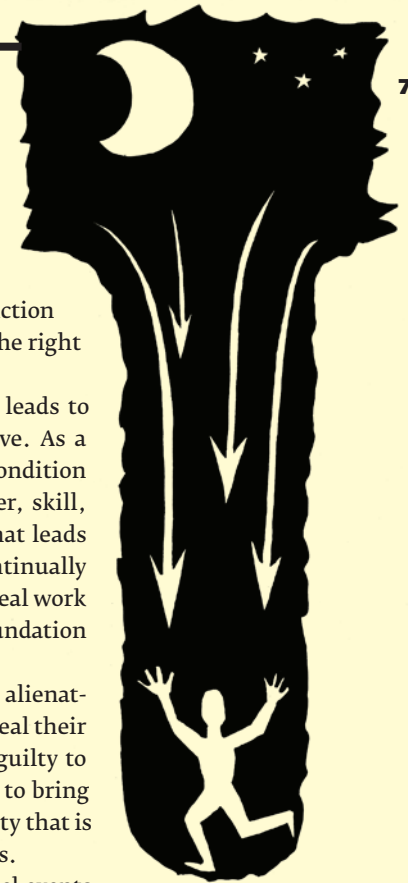 7
ction
he right
leads to
ve. As a
ondition
er, skill,
hat leads
ntinually
eal work
undation
alienat-
eal their
guilty to
to bring
ty that is
s.